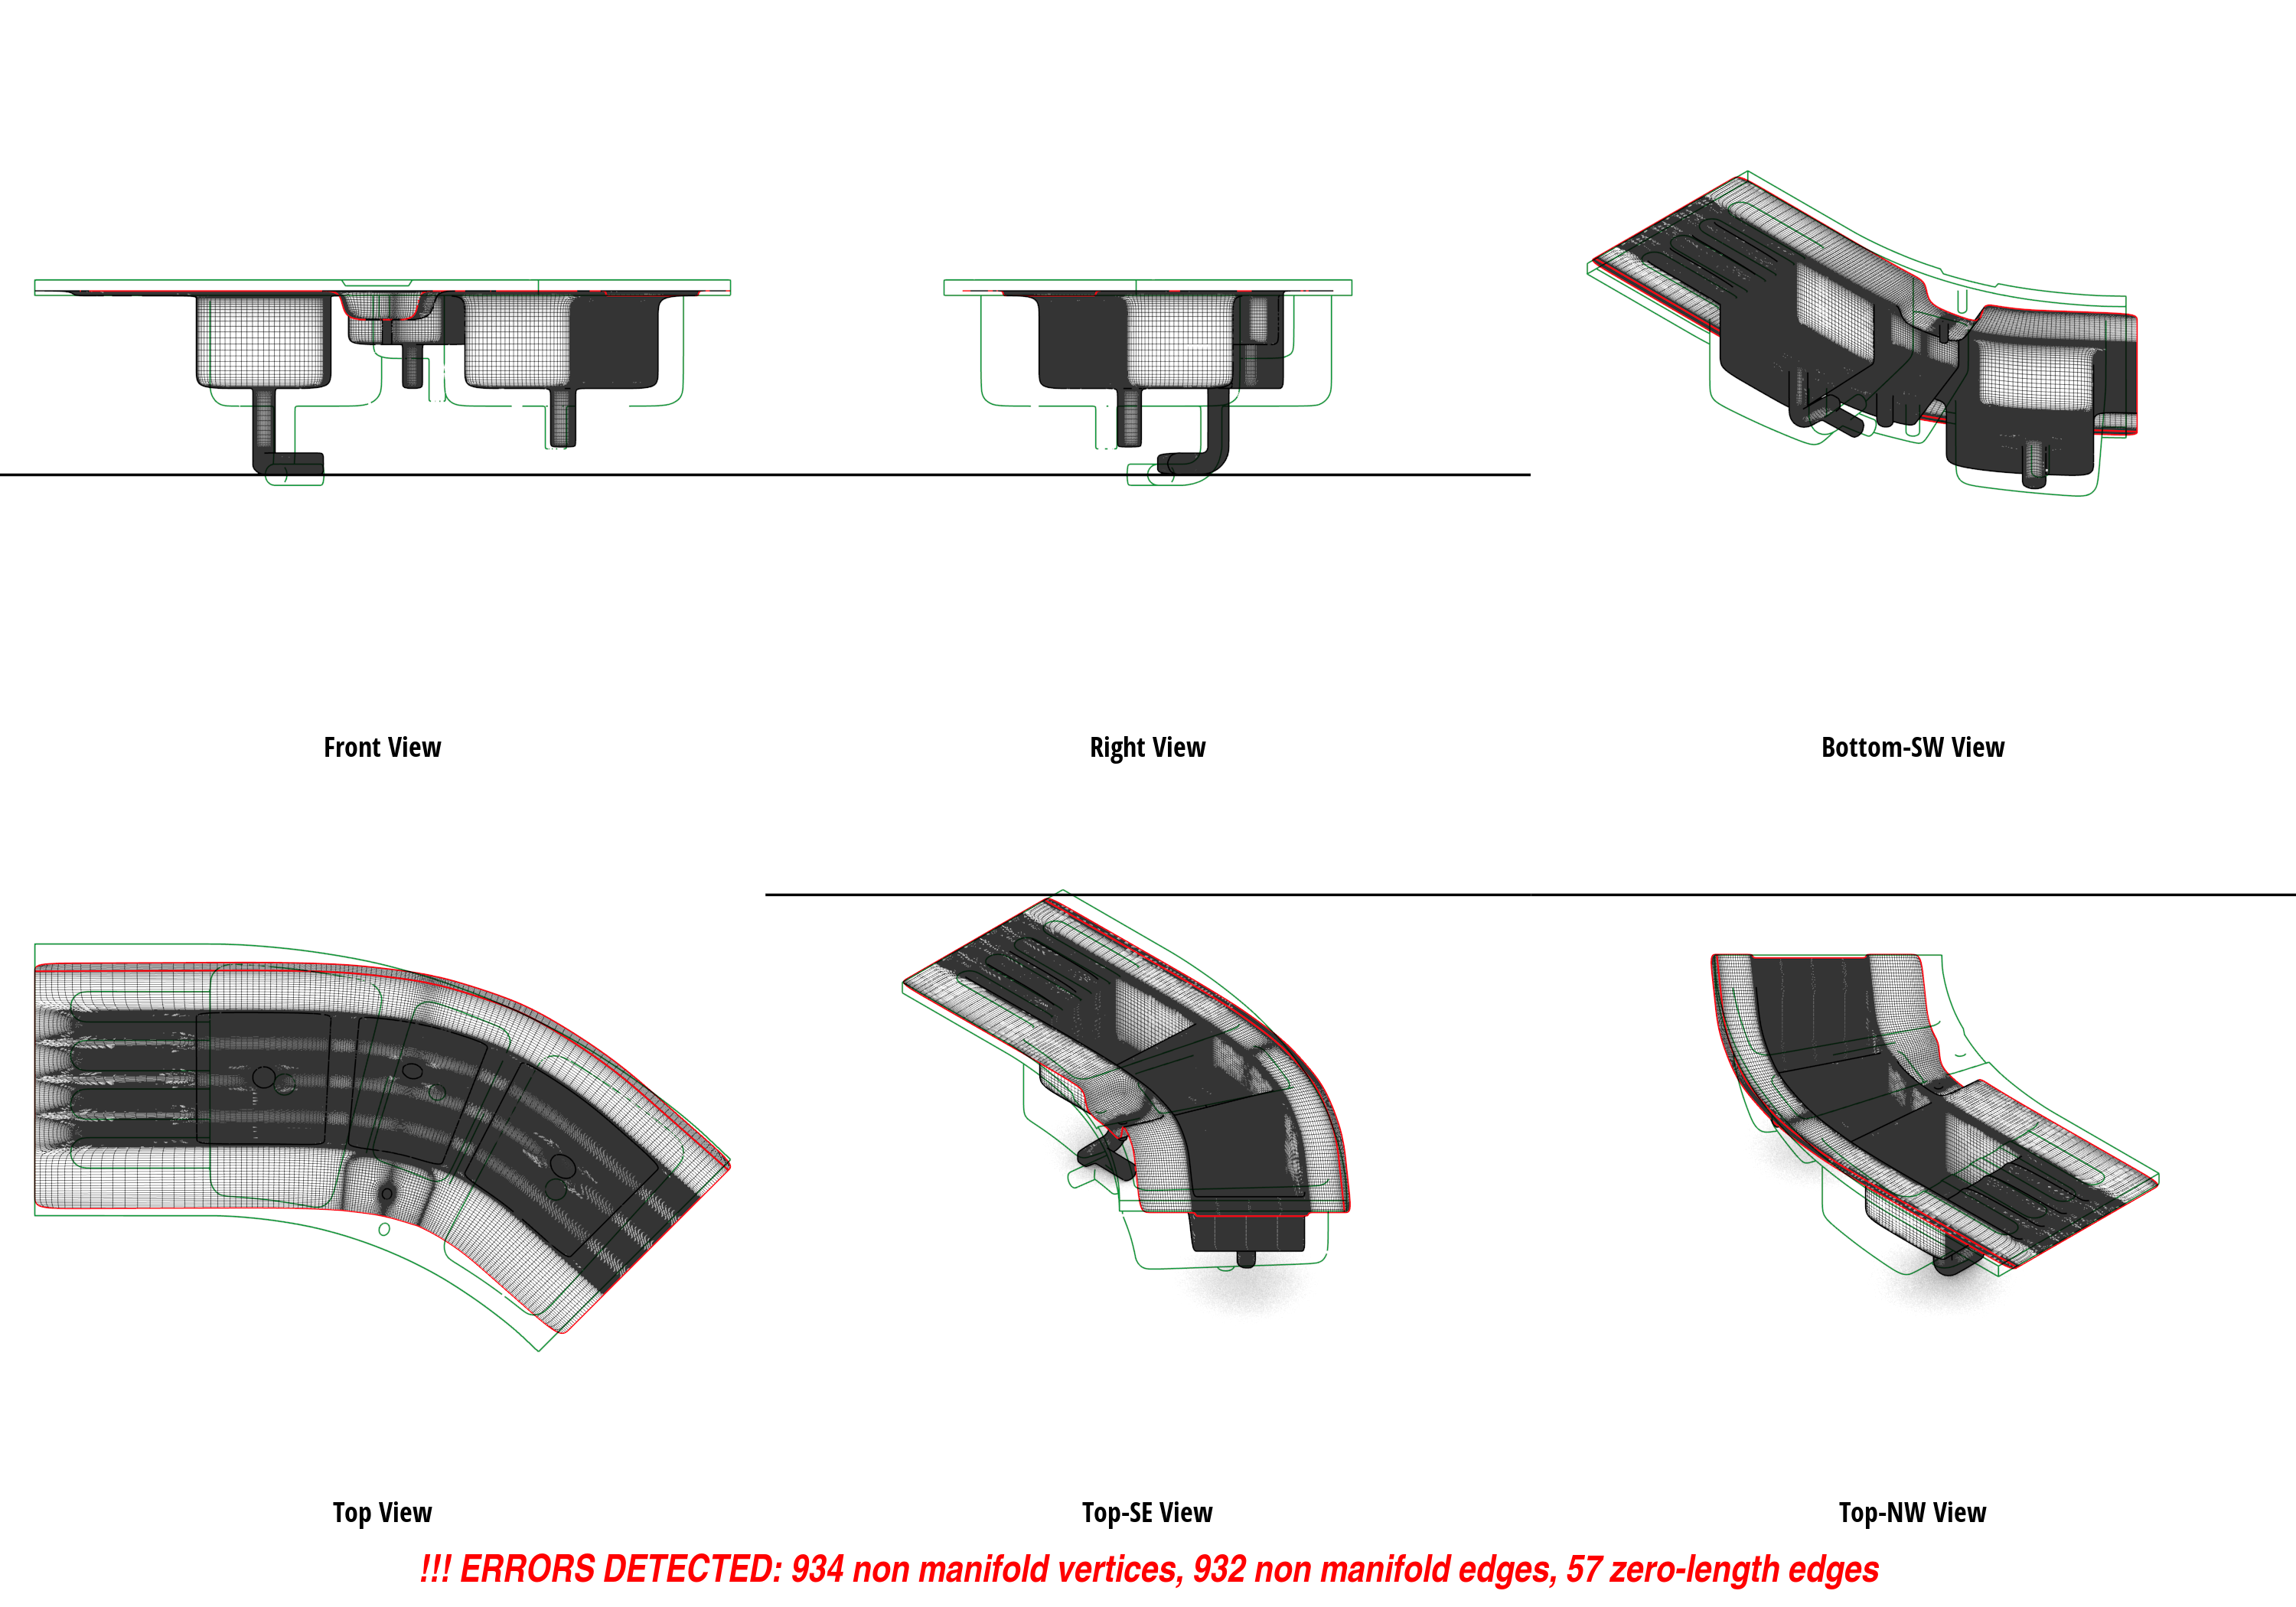 Front View
Right View
Bottom-SW View
Top View
Top-SE View
Top-NW View
!!! ERRORS DETECTED: 934 non manifold vertices, 932 non manifold edges, 57 zero-length edges